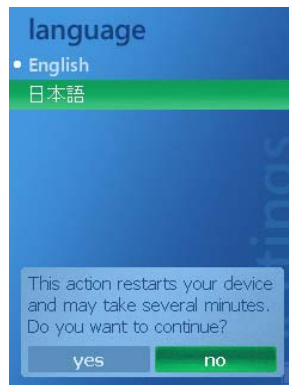 language
English
日本語
This action restarts your device
and may take several minutes.
Do you want to continue?
yes
no